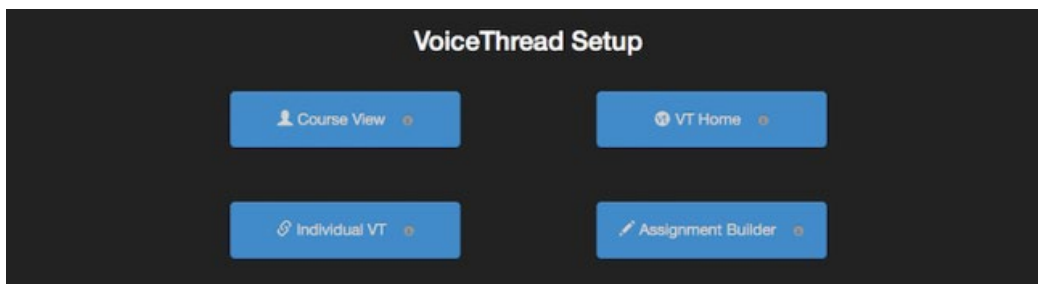 VoiceThread Setup
Course View
VT Home
Individual VT
Assignment Builder